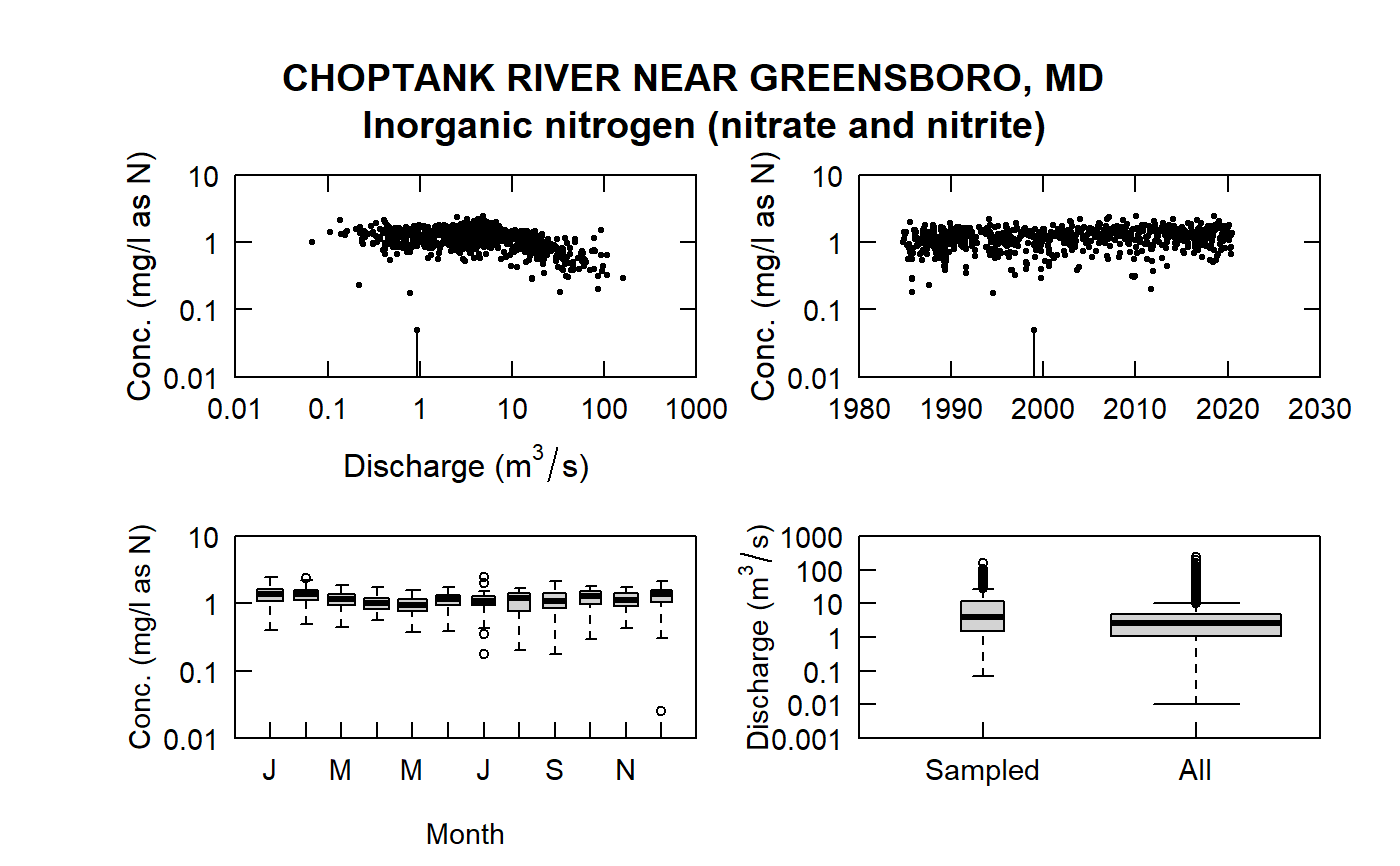 CHOPTANK RIVER NEAR GREENSBORO, MD
Inorganic nitrogen (nitrate and nitrite)
Conc. (mg/l as N)
10
1
0.1
0.01
0.01 0.1 1 10 100 1000
Discharge (m³/s)
Conc. (mg/l as N)
10
1
0.1
0.01
1980 1990 2000 2010 2020 2030
Conc. (mg/l as N)
10
1
0.1
0.01
J M M J S N
Month
Discharge (m³/s)
1000
100
10
1
0.1
0.01
0.001
Sampled All